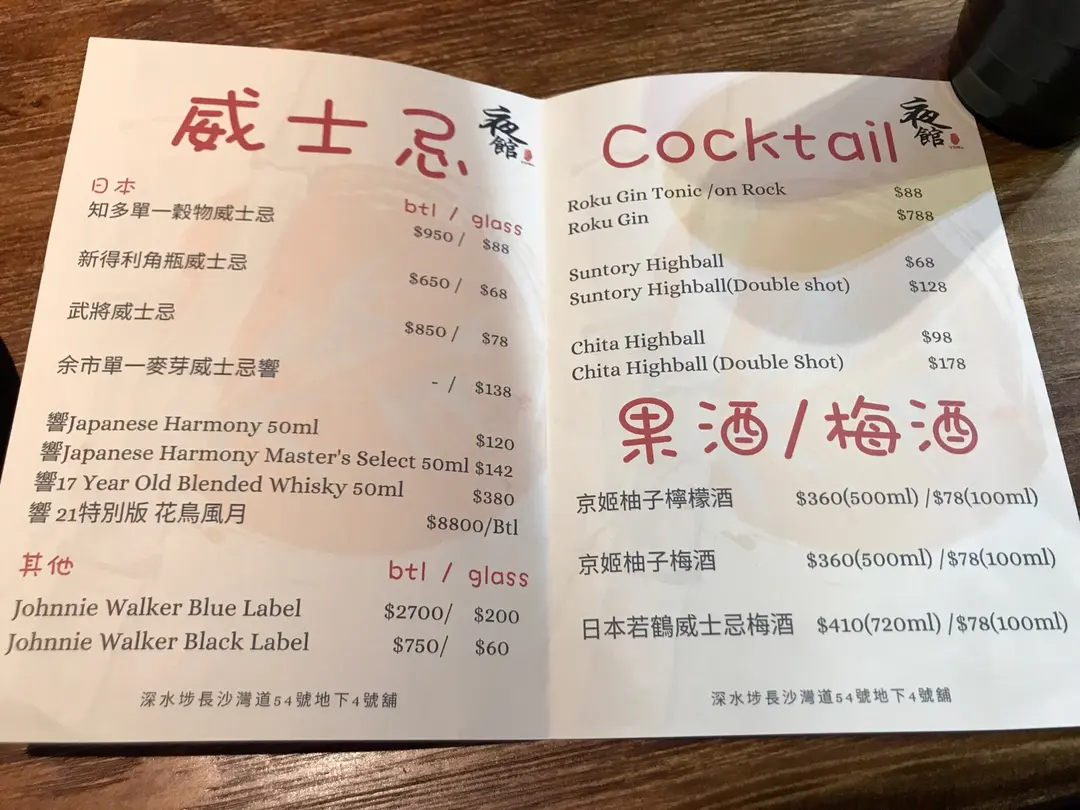 威士忌
夜館
日本
btl / glass
知多單一穀物威士忌 $950 / $88
新得利角瓶威士忌 $650 / $68
武將威士忌 $850 / $78
余市單一麥芽威士忌響 - / $138
響Japanese Harmony 50ml $120
響Japanese Harmony Master's Select 50ml $142
響17 Year Old Blended Whisky 50ml $380
響 21特別版 花鳥風月 $8800/Btl
其他 btl / glass
Johnnie Walker Blue Label $2700/ $200
Johnnie Walker Black Label $750/ $60
深水埗長沙灣道54號地下4號舖
Cocktail
夜館
Roku Gin Tonic /on Rock $88
Roku Gin $788
Suntory Highball $68
Suntory Highball(Double shot) $128
Chita Highball $98
Chita Highball (Double Shot) $178
果酒/梅酒
京姬柚子檸檬酒 $360(500ml) /$78(100ml)
京姬柚子梅酒 $360(500ml) /$78(100ml)
日本若鶴威士忌梅酒 $410(720ml) /$78(100ml)
深水埗長沙灣道54號地下4號舖